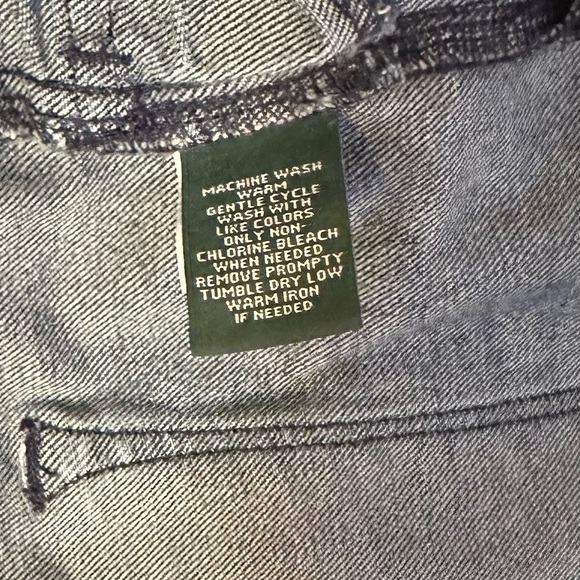 MACHINE WASH
WARM
GENTLE CYCLE
WASH WITH
LIKE COLORS
ONLY NON-
CHLORINE BLEACH
WHEN NEEDED
REMOVE PROMPTY
TUMBLE DRY LOW
WARM IRON
IF NEEDED